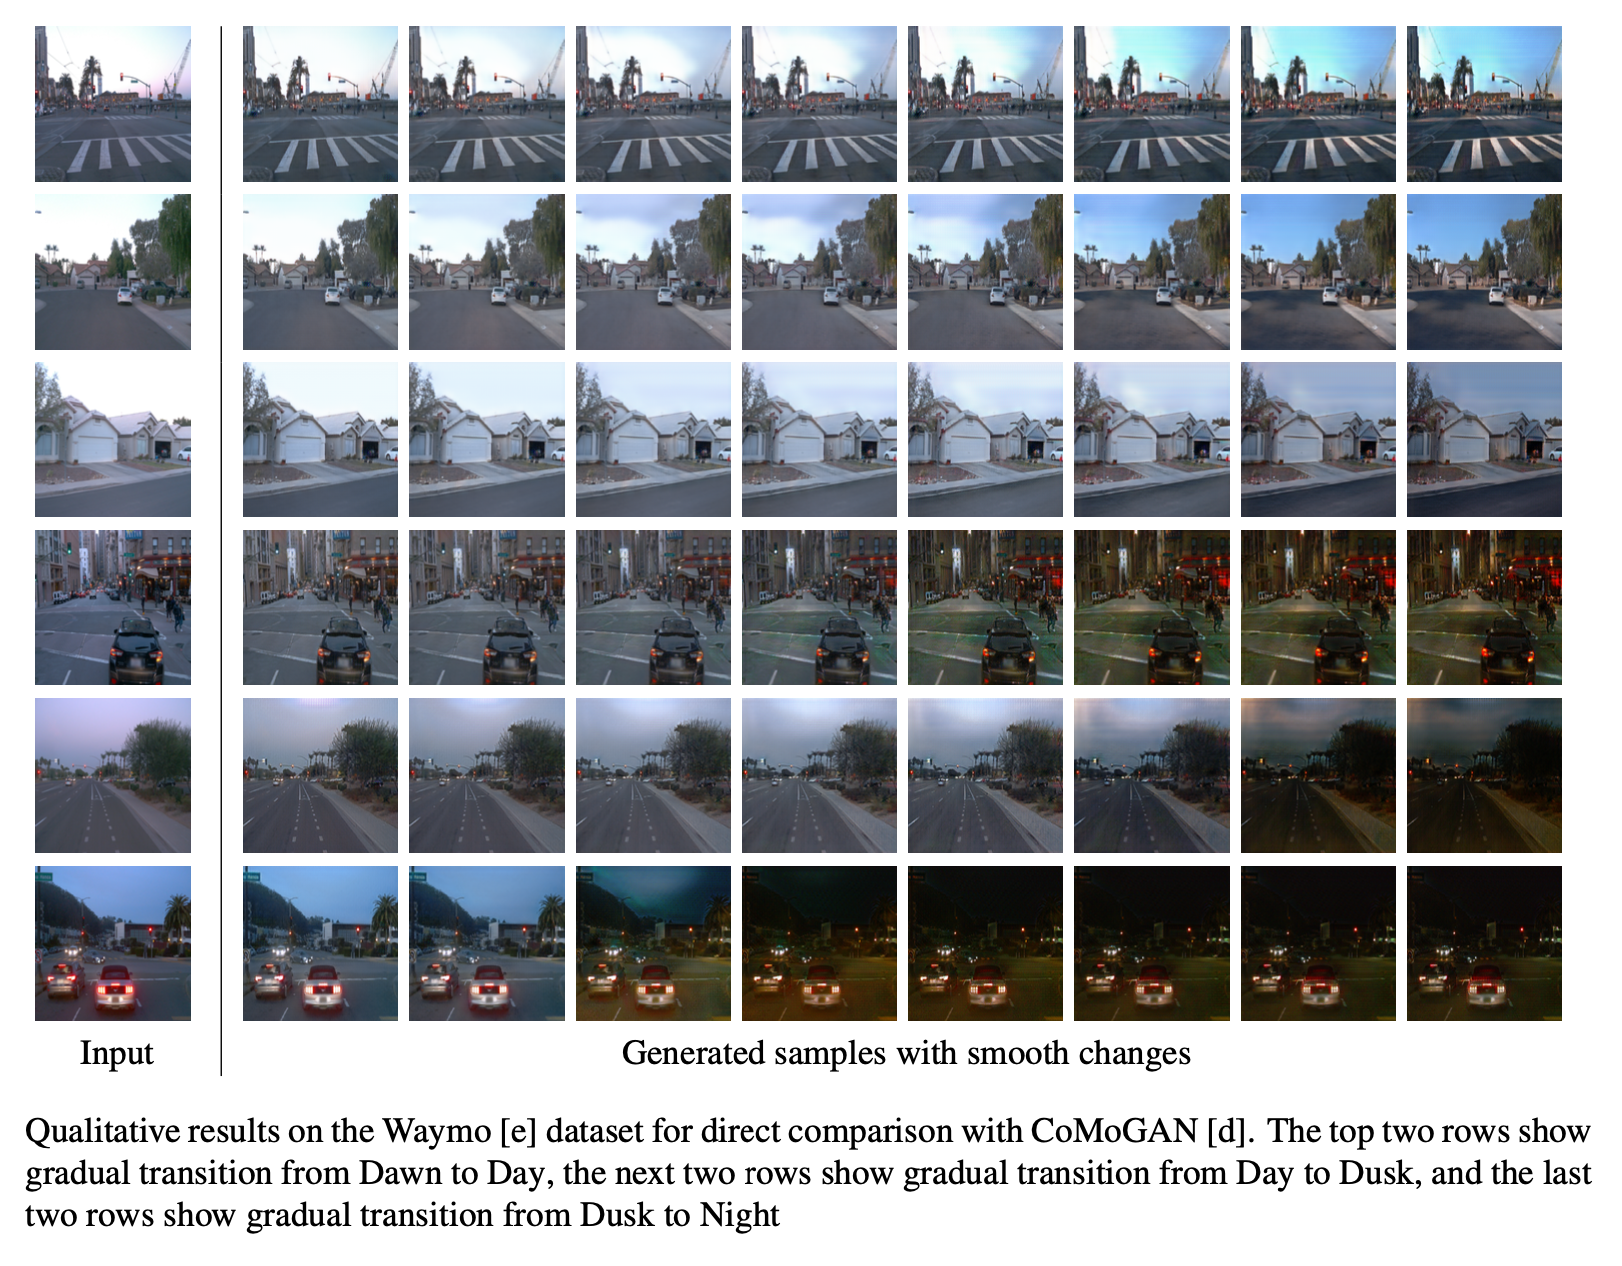 Input
Generated samples with smooth changes
Qualitative results on the Waymo [e] dataset for direct comparison with CoMoGAN [d]. The top two rows show
gradual transition from Dawn to Day, the next two rows show gradual transition from Day to Dusk, and the last
two rows show gradual transition from Dusk to Night